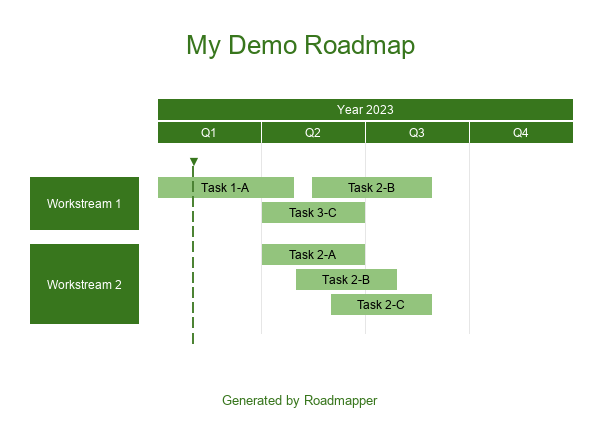 My Demo Roadmap
Year 2023
Q1 Q2 Q3 Q4
Workstream 1
Task 1-A Task 2-B
Task 3-C
Workstream 2
Task 2-A
Task 2-B
Task 2-C
Generated by Roadmapper